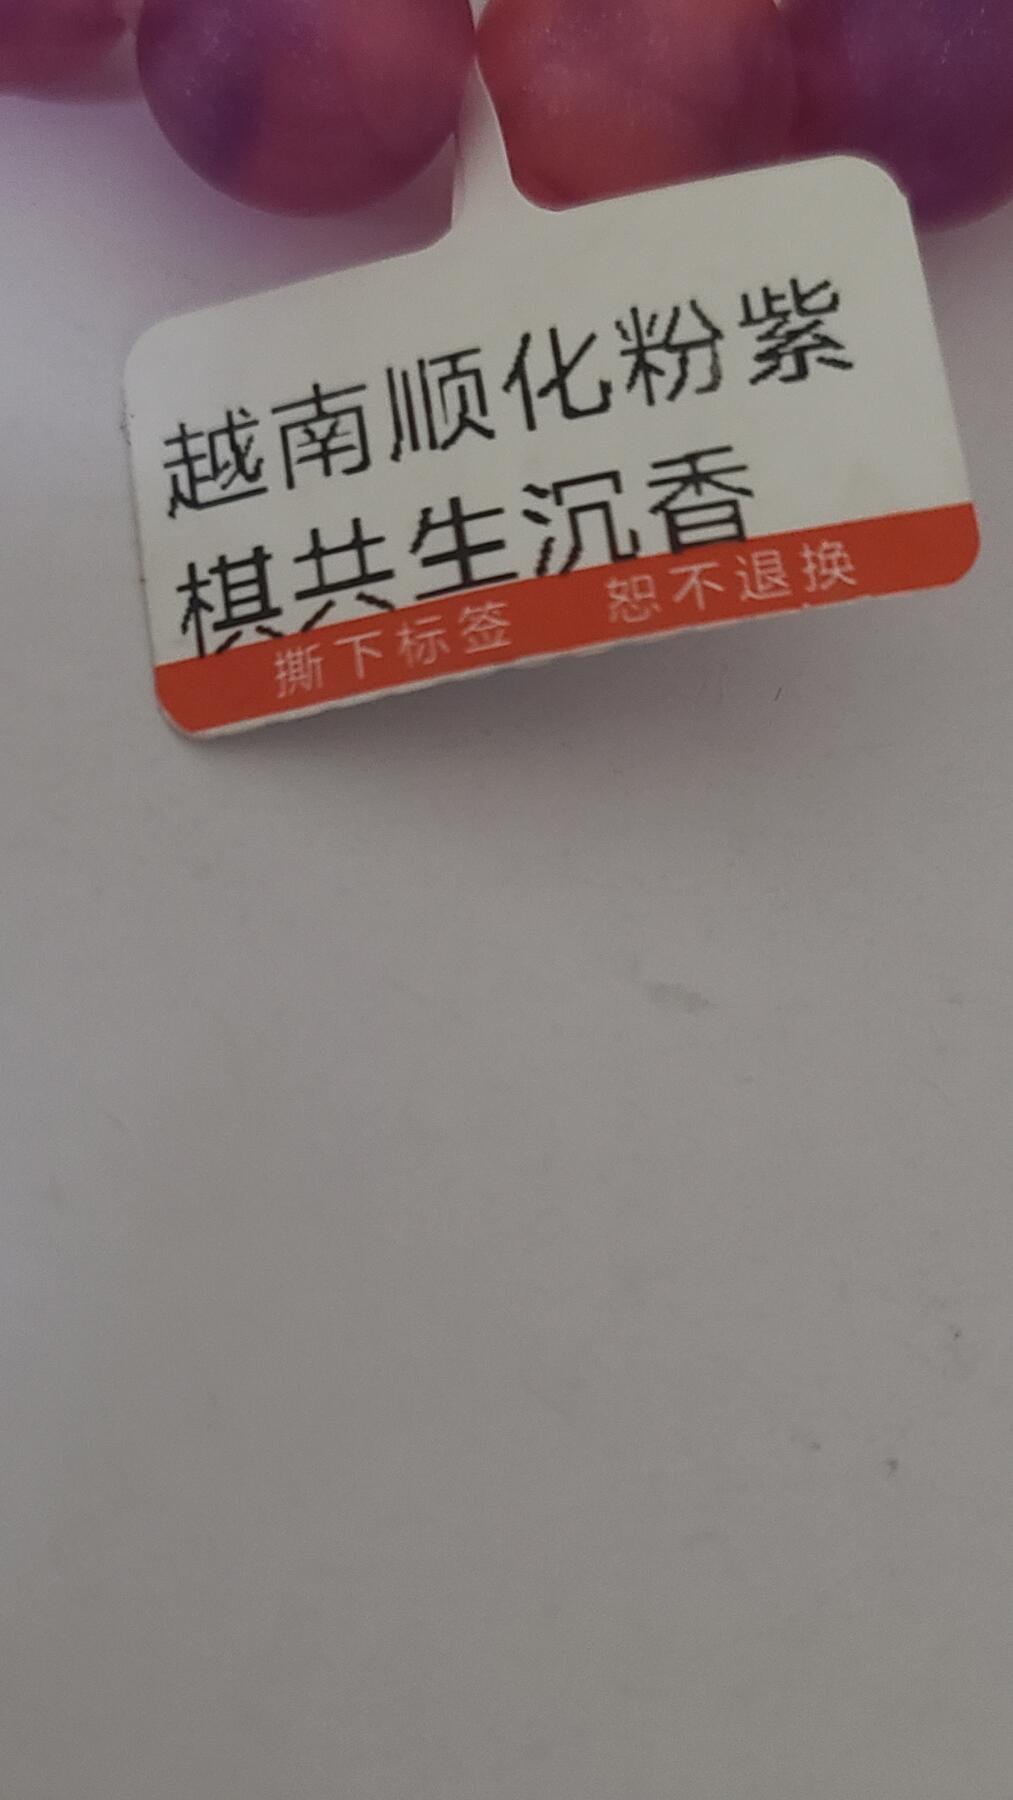 越南顺化粉紫
棋共生沉香
撕下标签 恕不退换